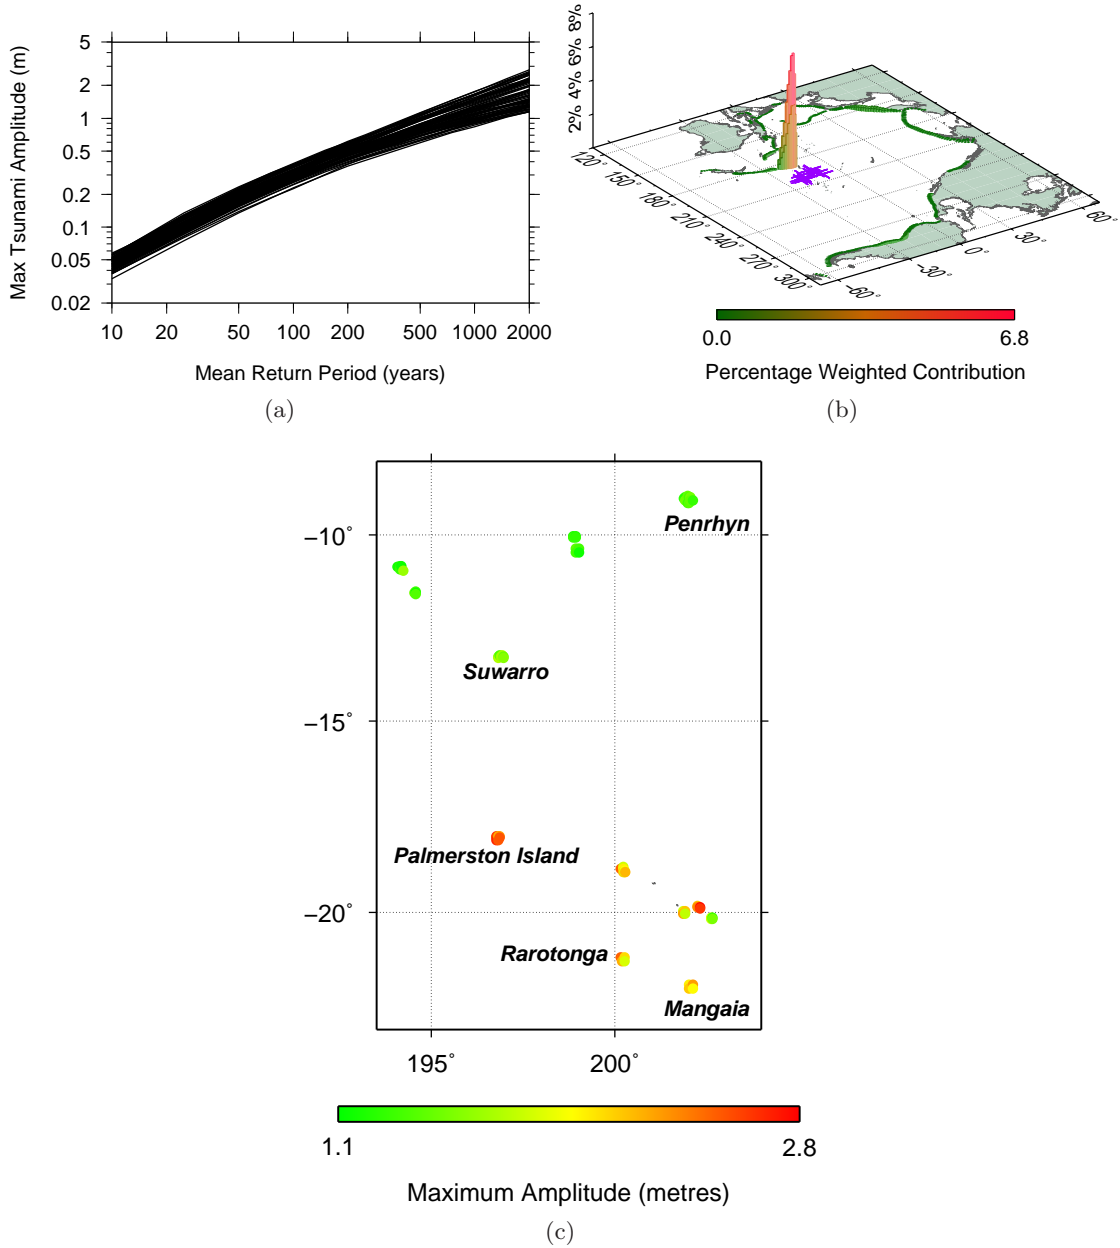 Max Tsunami Amplitude (m)
5
2
1
0.5
0.2
0.1
0.05
0.02
10 20 50 100 200 500 1000 2000
Mean Return Period (years)
(a)
2% 4% 6% 8%
120° 150° 180° 210° 240° 270° 300°
−60° −30° 0° 30° 60°
0.0 6.8
Percentage Weighted Contribution
(b)
−10°
−15°
−20°
Penrhyn
Suwarro
Palmerston Island
Rarotonga
Mangaia
195° 200°
1.1 2.8
Maximum Amplitude (metres)
(c)